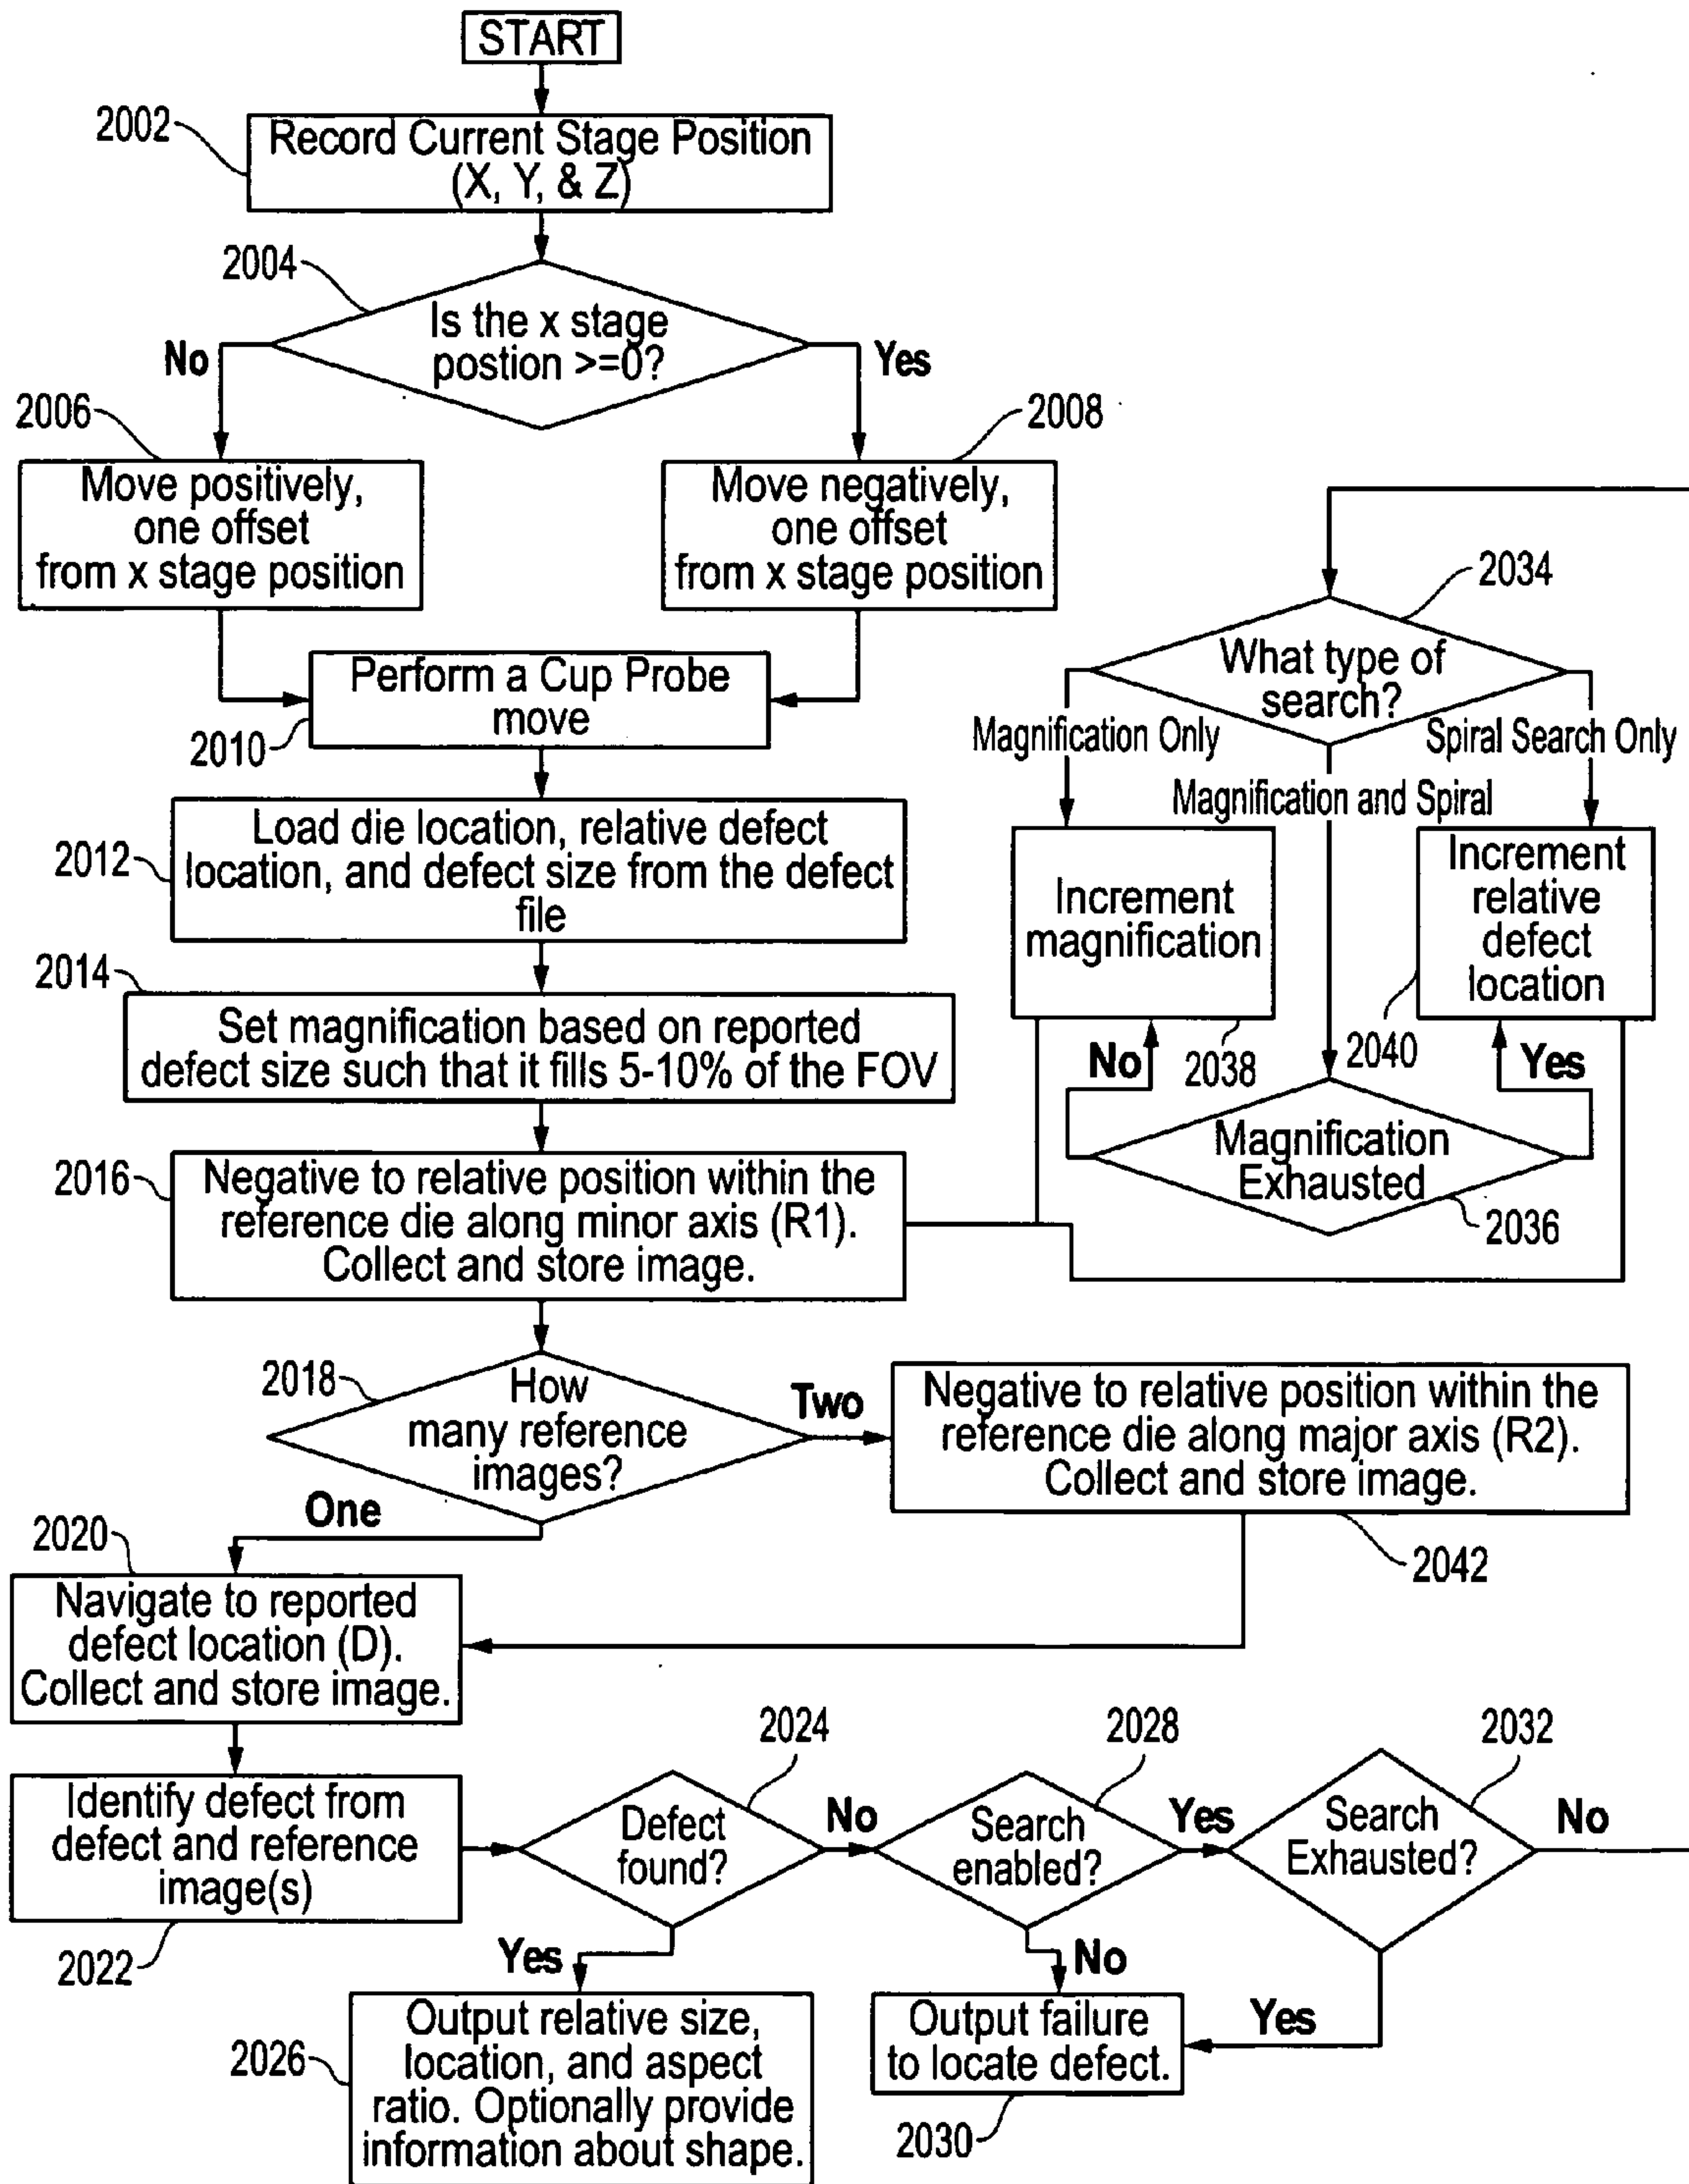 START
2002
Record Current Stage Position
(X, Y, & Z)
2004
Is the x stage
postion >=0?
No
Yes
2006
Move positively,
one offset
from x stage position
2008
Move negatively,
one offset
from x stage position
Perform a Cup Probe
move
2010
2012
Load die location, relative defect
location, and defect size from the defect
file
2014
Set magnification based on reported
defect size such that it fills 5-10% of the FOV
2016
Negative to relative position within the
reference die along minor axis (R1).
Collect and store image.
2034
What type of
search?
Magnification Only
Spiral Search Only
Magnification and Spiral
Increment
magnification
2038
Increment
relative
defect
location
2040
No
Yes
Magnification
Exhausted
2036
2018
How
many reference
images?
Two
One
Negative to relative position within the
reference die along major axis (R2).
Collect and store image.
2042
2020
Navigate to reported
defect location (D).
Collect and store image.
Identify defect from
defect and reference
image(s)
2022
2024
Defect
found?
No
Yes
2028
Search
enabled?
Yes
No
2032
Search
Exhausted?
No
Yes
2026
Output relative size,
location, and aspect
ratio. Optionally provide
information about shape.
Output failure
to locate defect.
2030